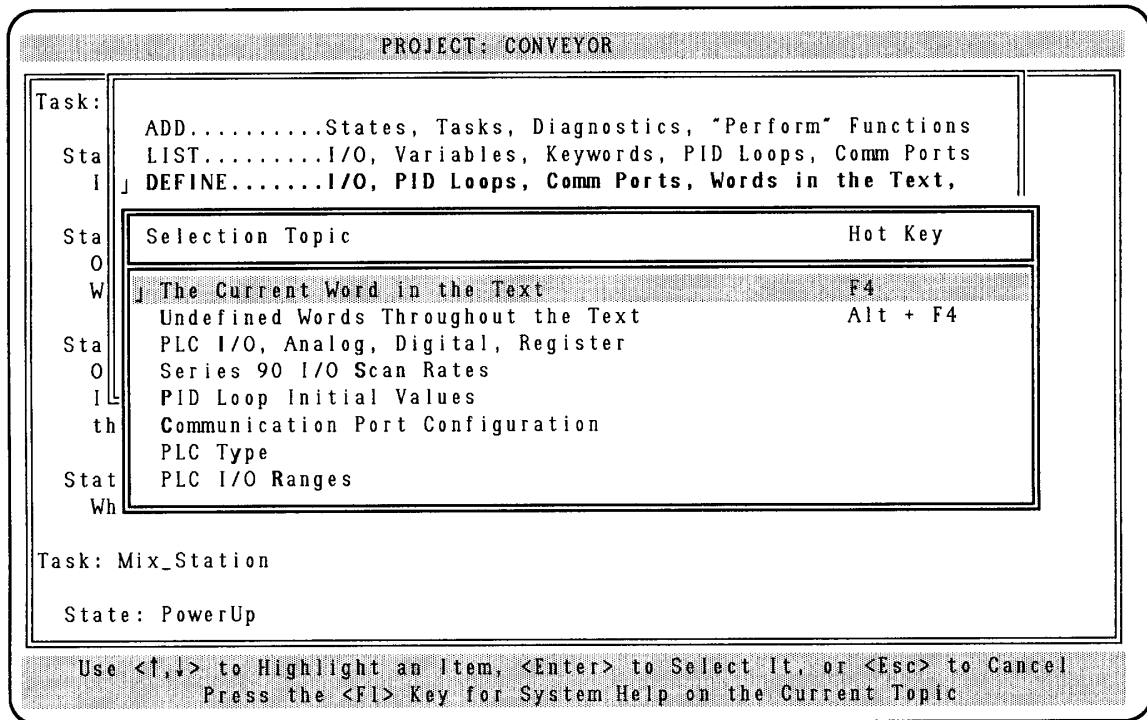 PROJECT: CONVEYOR
Task:
ADD..........States, Tasks, Diagnostics, "Perform" Functions
Sta LIST.........I/O, Variables, Keywords, PID Loops, Comm Ports
I DEFINE.......I/O, PID Loops, Comm Ports, Words in the Text,
Sta Selection Topic Hot Key
O
W The Current Word in the Text F4
Undefined Words Throughout the Text Alt + F4
Sta PLC I/O, Analog, Digital, Register
O Series 90 I/O Scan Rates
I PID Loop Initial Values
th Communication Port Configuration
PLC Type
Stat PLC I/O Ranges
Wh
Task: Mix_Station
State: PowerUp
Use <↑,↓> to Highlight an Item, <Enter> to Select It, or <Esc> to Cancel
Press the <F1> Key for System Help on the Current Topic